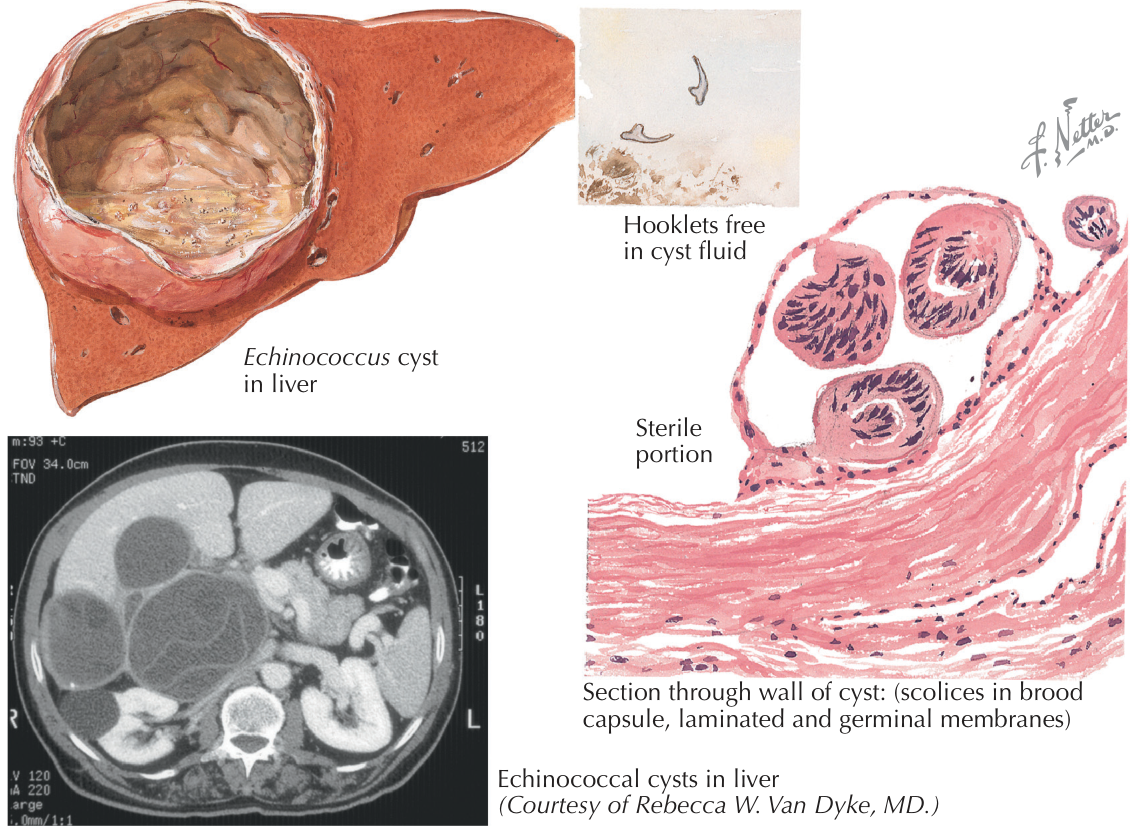 F. Netter
M.D.
Hooklets free
in cyst fluid
Echinococcus cyst
in liver
Sterile
portion
m:93 +C
FOV 34.0cm
TND
512
L
180
R
L
V 120
A 220
arge
.0mm/1:1
Section through wall of cyst: (scolices in brood
capsule, laminated and germinal membranes)
Echinococcal cysts in liver
(Courtesy of Rebecca W. Van Dyke, MD.)